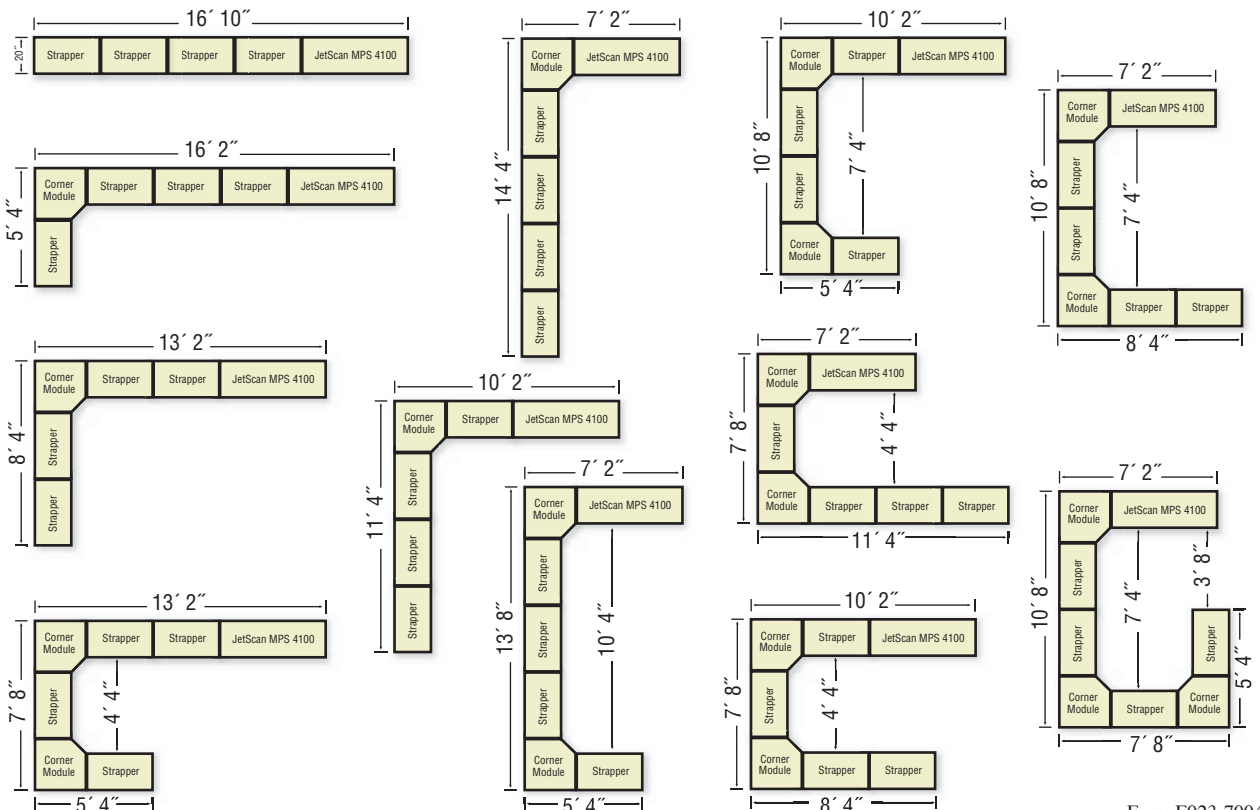 16´ 10˝
20˝
Strapper Strapper Strapper Strapper JetScan MPS 4100
16´ 2˝
5´ 4˝
Corner Module Strapper Strapper Strapper JetScan MPS 4100
Strapper
13´ 2˝
8´ 4˝
Corner Module Strapper Strapper JetScan MPS 4100
Strapper
Strapper
13´ 2˝
7´ 8˝
Corner Module Strapper Strapper JetScan MPS 4100
Strapper
4´ 4˝
Corner Module Strapper
5´ 4˝
7´ 2˝
14´ 4˝
Corner Module JetScan MPS 4100
Strapper
Strapper
Strapper
Strapper
10´ 2˝
11´ 4˝
Corner Module Strapper JetScan MPS 4100
Strapper
Strapper
Strapper
7´ 2˝
13´ 8˝
Corner Module JetScan MPS 4100
Strapper
Strapper
Strapper
10´ 4˝
Corner Module Strapper
5´ 4˝
10´ 2˝
10´ 8˝
Corner Module Strapper JetScan MPS 4100
Strapper
Strapper
7´ 4˝
Corner Module Strapper
5´ 4˝
7´ 2˝
7´ 8˝
Corner Module JetScan MPS 4100
Strapper
4´ 4˝
Corner Module Strapper Strapper Strapper
11´ 4˝
10´ 2˝
7´ 8˝
Corner Module Strapper JetScan MPS 4100
Strapper
4´ 4˝
Corner Module Strapper Strapper
8´ 4˝
7´ 2˝
10´ 8˝
Corner Module JetScan MPS 4100
Strapper
Strapper
7´ 4˝
Corner Module Strapper Strapper
8´ 4˝
7´ 2˝
10´ 8˝
Corner Module JetScan MPS 4100
Strapper
Strapper
7´ 4˝
3´ 8˝
Strapper
5´ 4˝
Corner Module Strapper Corner Module
7´ 8˝